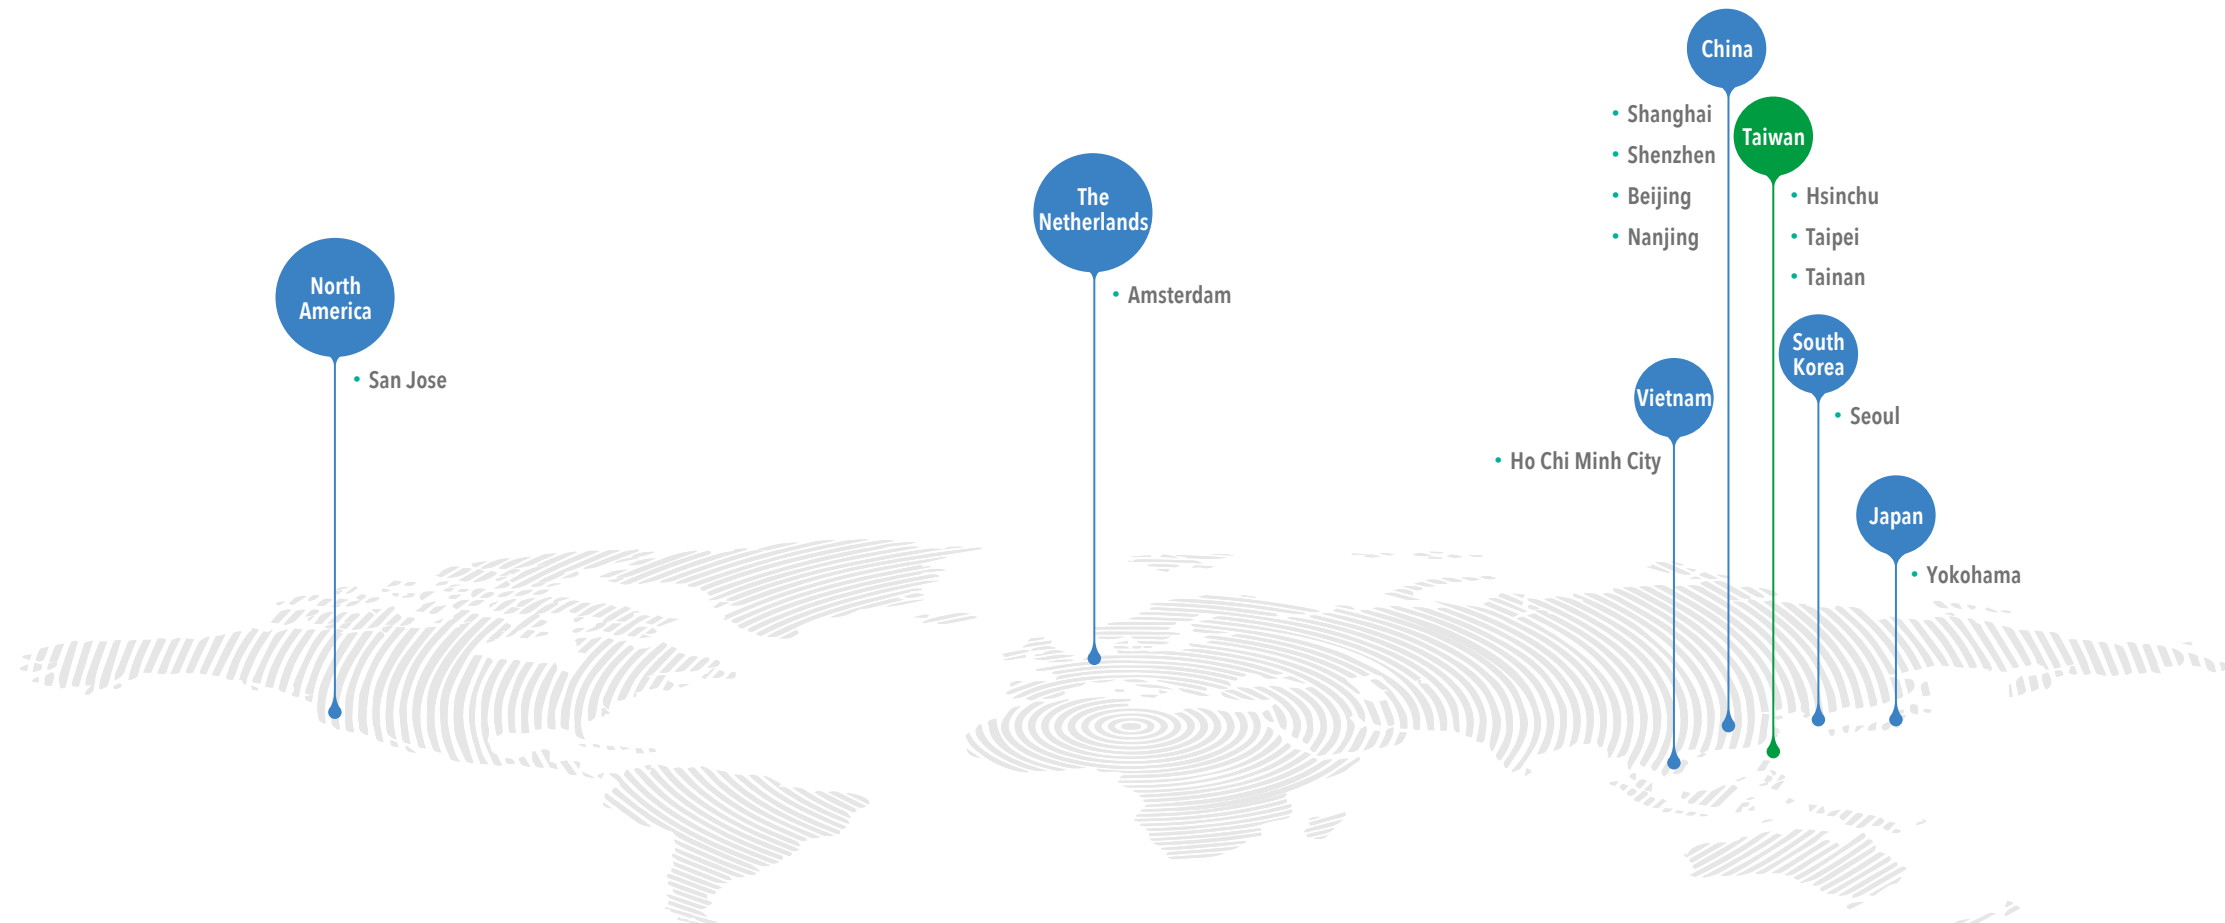 North
America
• San Jose
The
Netherlands
• Amsterdam
China
• Shanghai
• Shenzhen
• Beijing
• Nanjing
Taiwan
• Hsinchu
• Taipei
• Tainan
Vietnam
• Ho Chi Minh City
South
Korea
• Seoul
Japan
• Yokohama